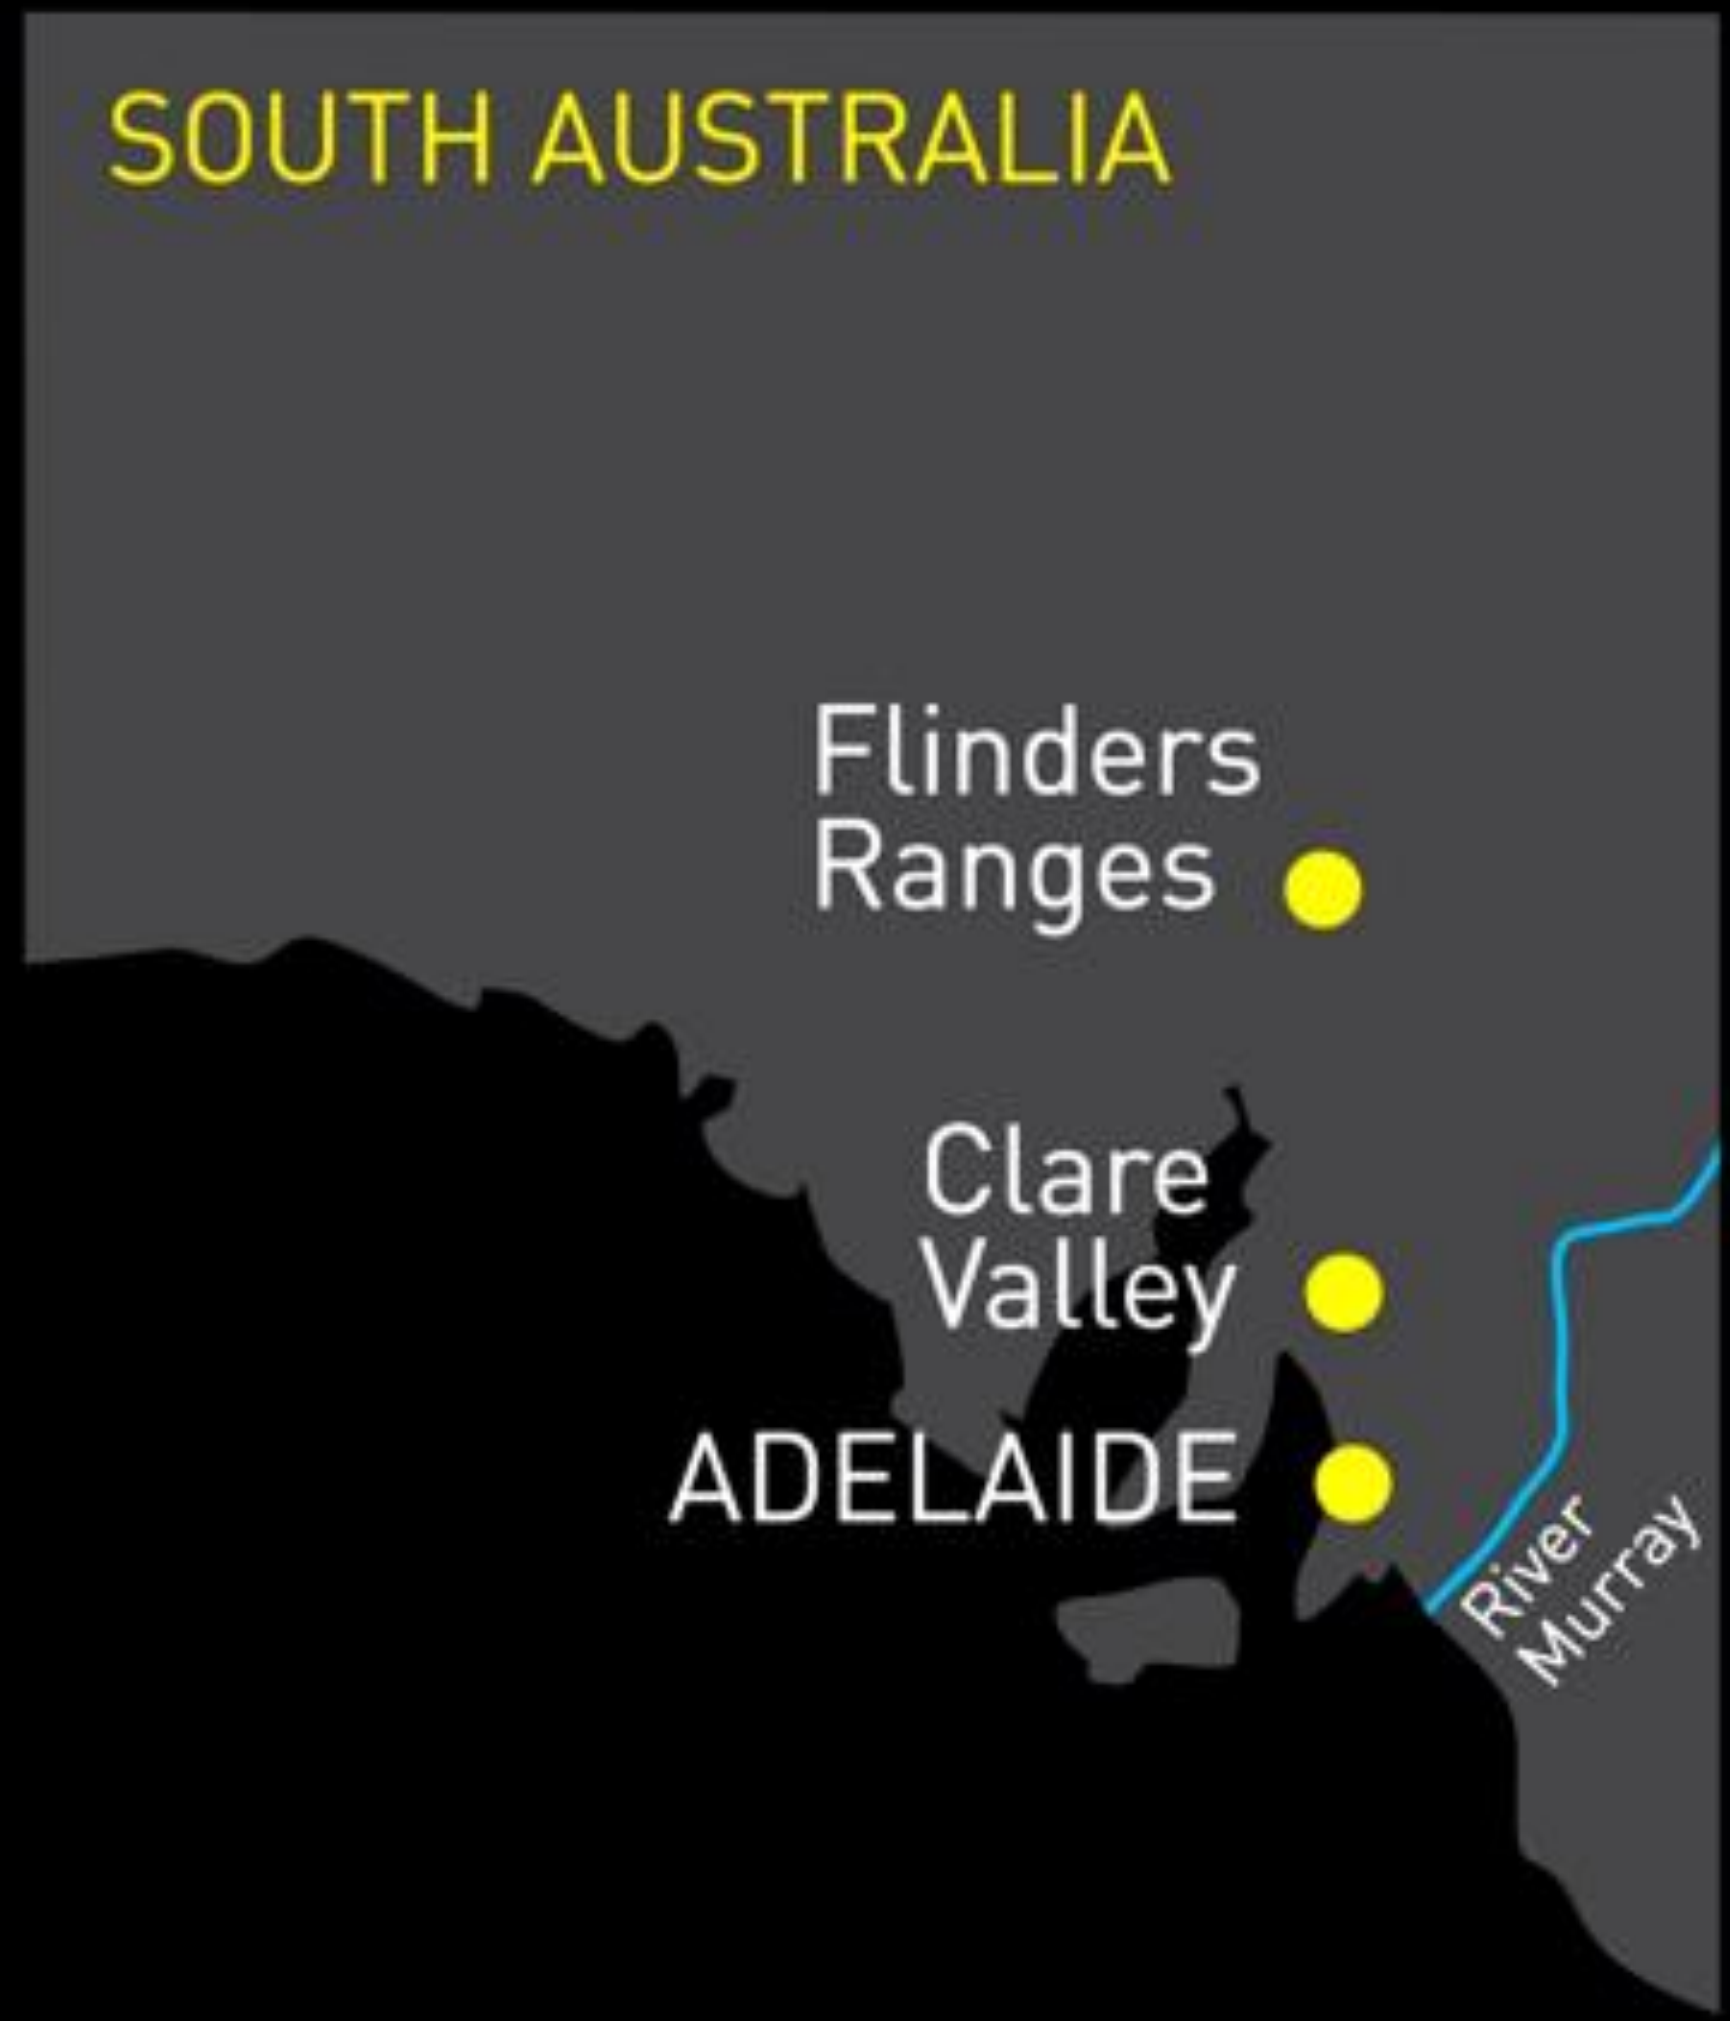 SOUTH AUSTRALIA
Flinders
Ranges
Clare
Valley
ADELAIDE
River
Murray